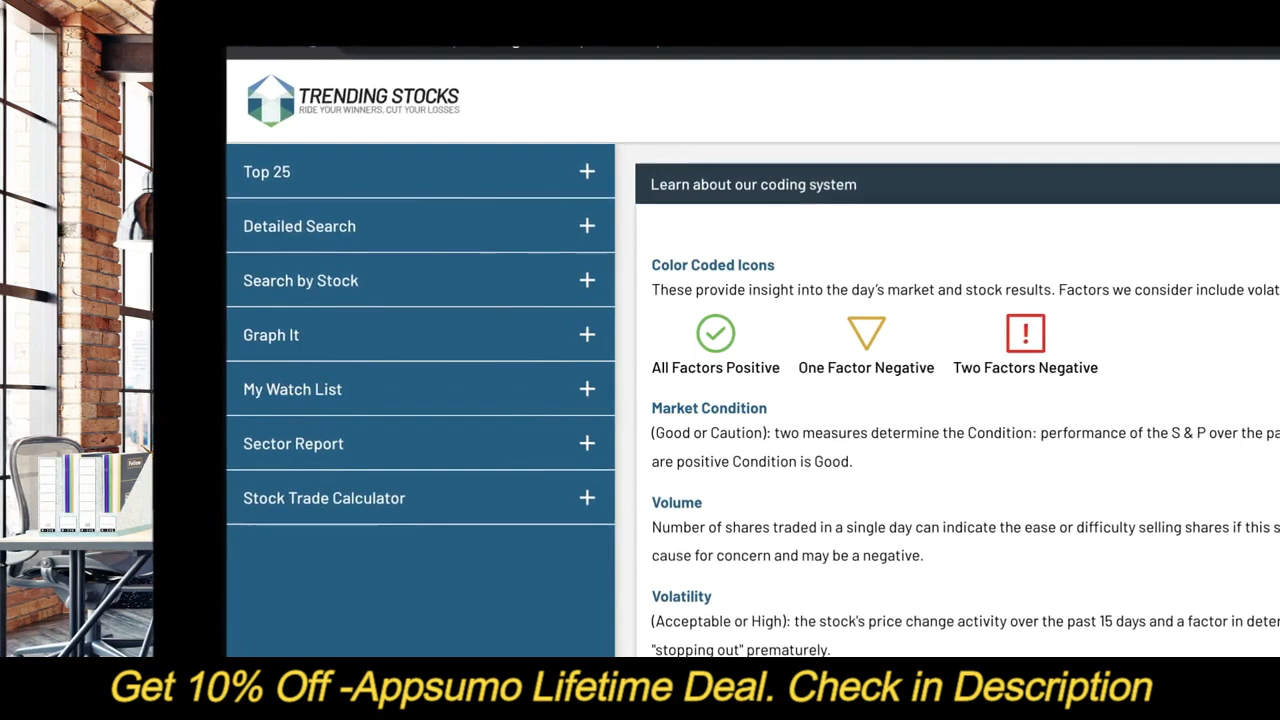 TRENDING STOCKS
RIDE YOUR WINNERS, CUT YOUR LOSSES
Top 25
Detailed Search
Search by Stock
Graph It
My Watch List
Sector Report
Stock Trade Calculator
Learn about our coding system
Color Coded Icons
These provide insight into the day's market and stock results. Factors we consider include volat
All Factors Positive One Factor Negative Two Factors Negative
Market Condition
(Good or Caution): two measures determine the Condition: performance of the S & P over the pa
are positive Condition is Good.
Volume
Number of shares traded in a single day can indicate the ease or difficulty selling shares if this s
cause for concern and may be a negative.
Volatility
(Acceptable or High): the stock's price change activity over the past 15 days and a factor in deter
"stopping out" prematurely.
Get 10% Off -Appsumo Lifetime Deal. Check in Description